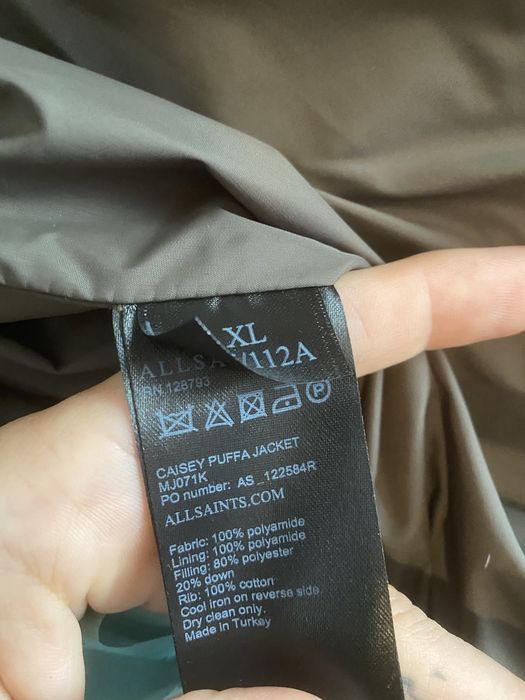 XL
ALLSA /112A
RN 128793
P
CAISEY PUFFA JACKET
MJ071K
PO number: AS_122584R
ALLSAINTS.COM
Fabric: 100% polyamide
Lining: 100% polyamide
Filling: 80% polyester
20% down
Rib: 100% cotton
Cool iron on reverse side.
Dry clean only.
Made in Turkey